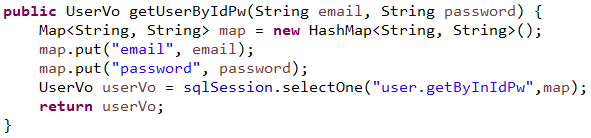 public UserVo getUserByIdPw(String email, String password) {
    Map<String, String> map = new HashMap<String, String>();
    map.put("email", email);
    map.put("password", password);
    UserVo userVo = sqlSession.selectOne("user.getByInIdPw",map);
    return userVo;
}